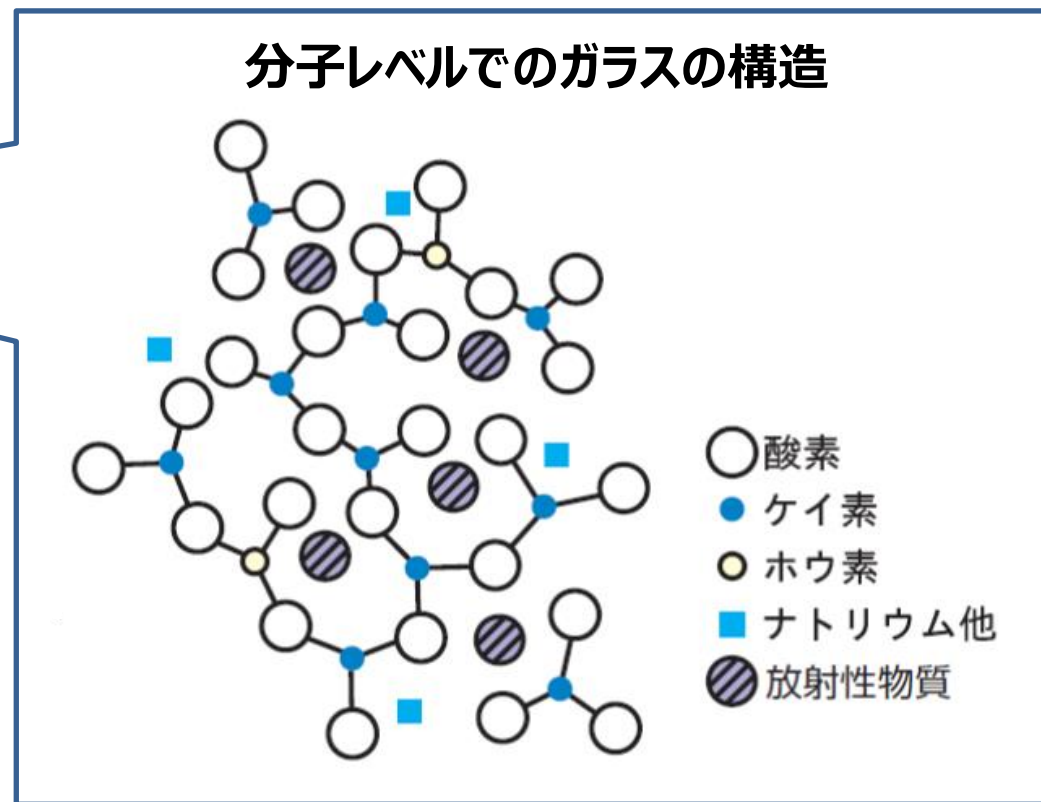 分子レベルでのガラスの構造
酸素
ケイ素
ホウ素
ナトリウム他
放射性物質